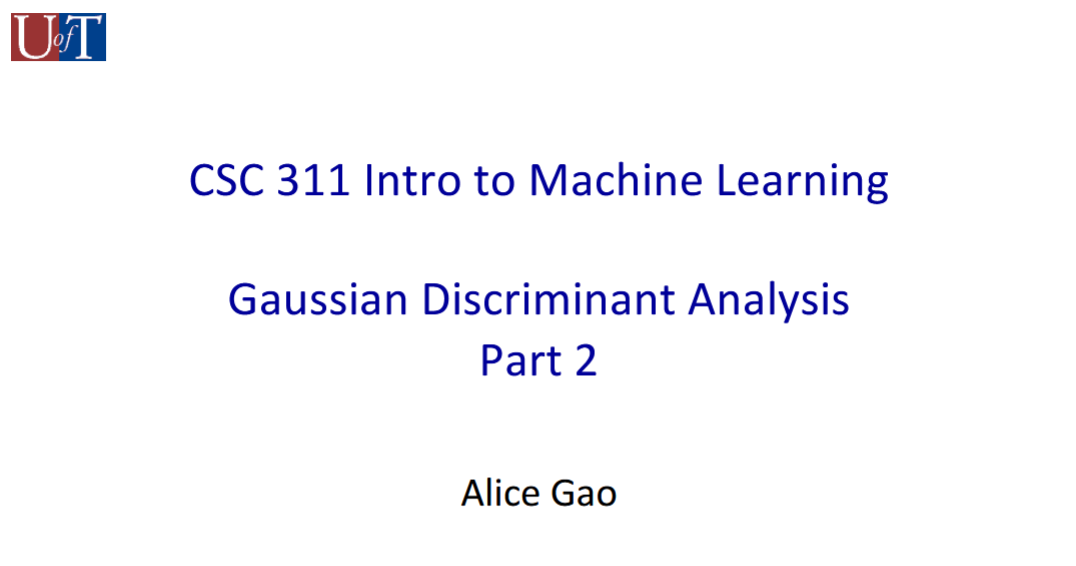 UofT
CSC 311 Intro to Machine Learning
Gaussian Discriminant Analysis
Part 2
Alice Gao